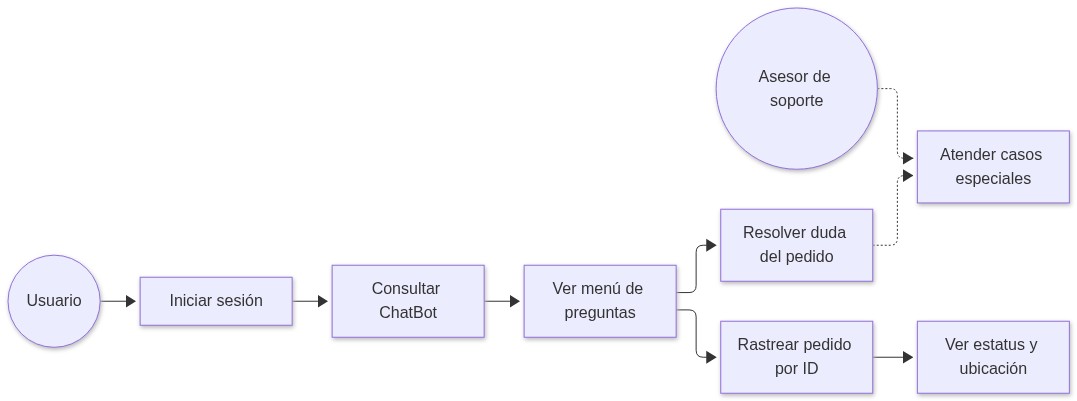 Asesor de
soporte
Atender casos
especiales
Resolver duda
del pedido
Usuario
Iniciar sesión
Consultar
ChatBot
Ver menú de
preguntas
Rastrear pedido
por ID
Ver estatus y
ubicación